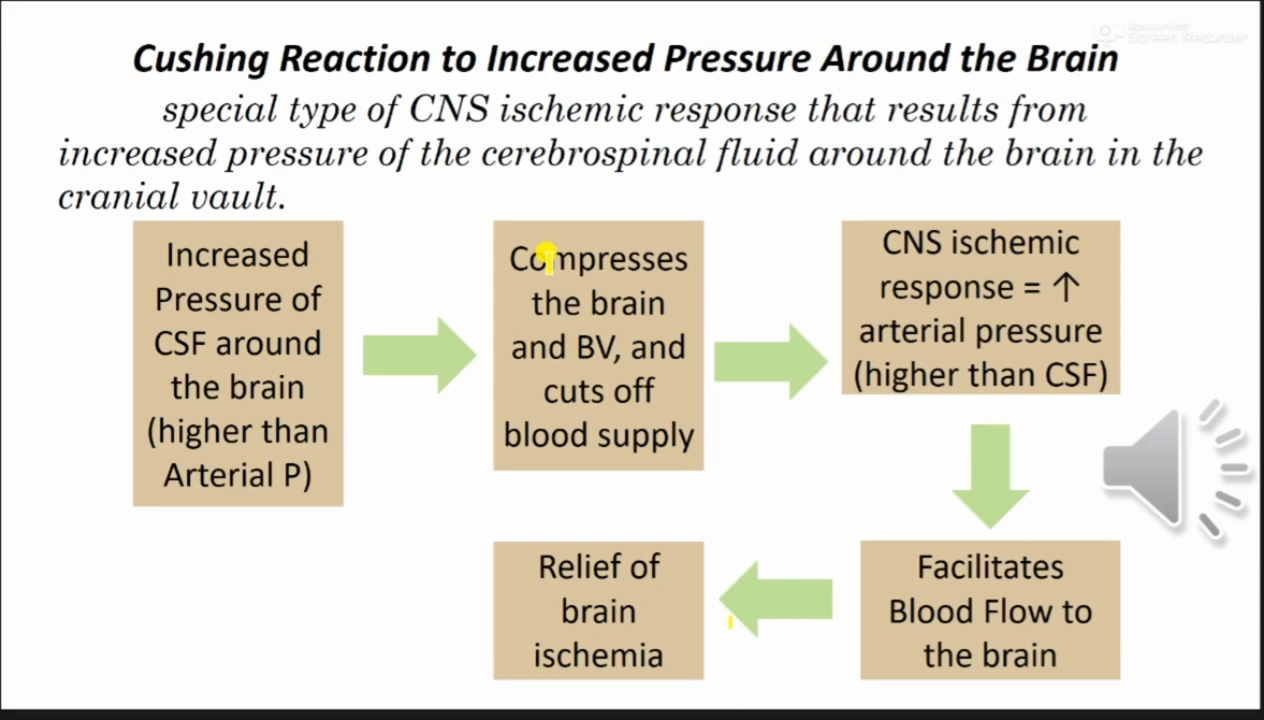 Apowersoft
Screen Recorder
Cushing Reaction to Increased Pressure Around the Brain
special type of CNS ischemic response that results from
increased pressure of the cerebrospinal fluid around the brain in the
cranial vault.
Increased
Pressure of
CSF around
the brain
(higher than
Arterial P)
Compresses
the brain
and BV, and
cuts off
blood supply
CNS ischemic
response = ↑
arterial pressure
(higher than CSF)
Facilitates
Blood Flow to
the brain
Relief of
brain
ischemia